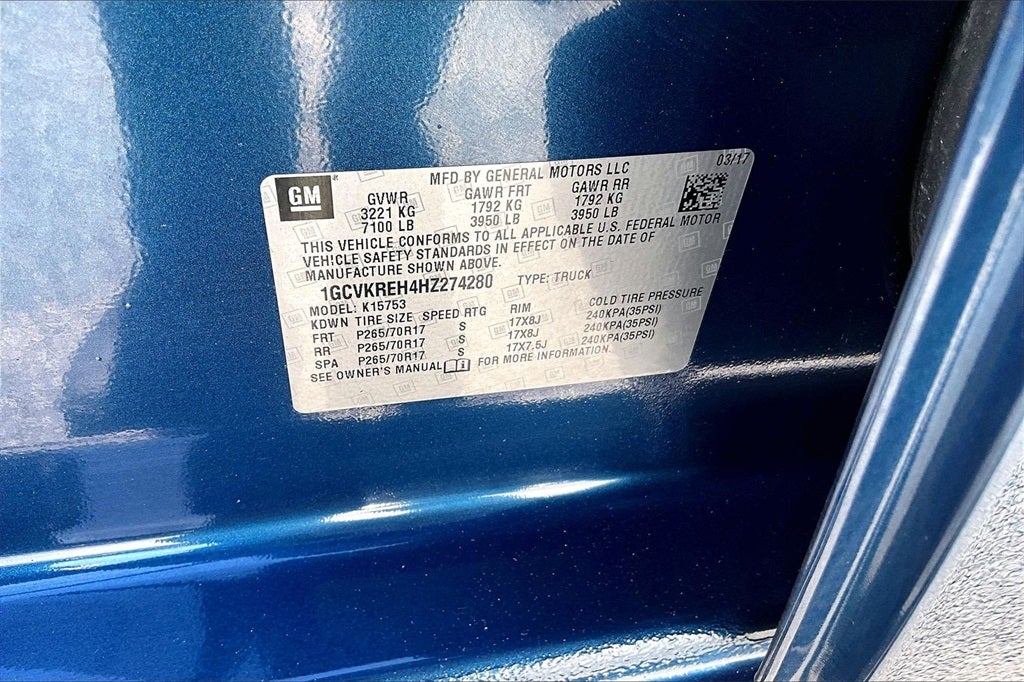 GM
MFD BY GENERAL MOTORS LLC 03/17
GVWR GAWR FRT GAWR RR
3221 KG 1792 KG 1792 KG
7100 LB 3950 LB 3950 LB
THIS VEHICLE CONFORMS TO ALL APPLICABLE U.S. FEDERAL MOTOR
VEHICLE SAFETY STANDARDS IN EFFECT ON THE DATE OF
MANUFACTURE SHOWN ABOVE.
1GCVKREH4HZ274280 TYPE: TRUCK
MODEL: K15753
KDWN TIRE SIZE SPEED RTG RIM COLD TIRE PRESSURE
FRT P265/70R17 S 17X8J 240KPA(35PSI)
RR P265/70R17 S 17X8J 240KPA(35PSI)
SPA P265/70R17 S 17X7.5J 240KPA(35PSI)
SEE OWNER'S MANUAL FOR MORE INFORMATION.